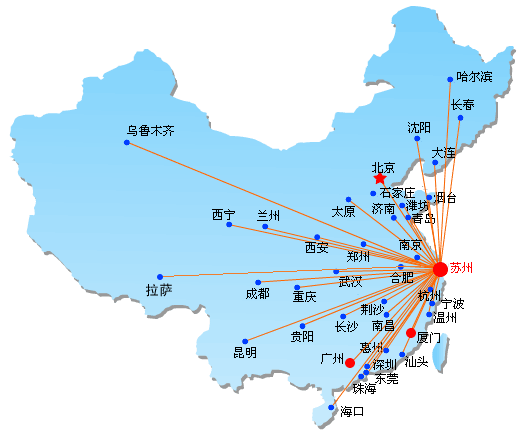 哈尔滨
长春
乌鲁木齐
沈阳
大连
北京
石家庄
烟台
太原
济南
潍坊
青岛
西宁
兰州
西安
郑州
南京
苏州
拉萨
成都
重庆
武汉
合肥
杭州
宁波
荆沙
温州
贵阳
长沙
南昌
厦门
昆明
惠州
广州
深圳
汕头
东莞
珠海
海口